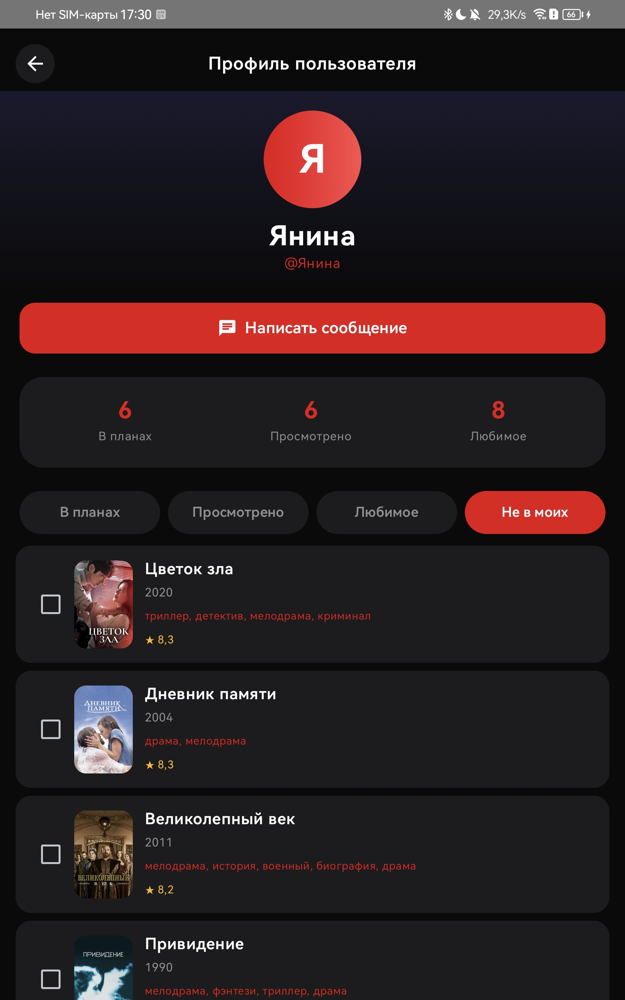 Нет SIM-карты 17:30 HM OS 29,3K/s 66
Профиль пользователя
Я
Янина
@Янина
Написать сообщение
6 6 8
В планах Просмотрено Любимое
В планах Просмотрено Любимое Не в моих
Цветок зла
2020
триллер, детектив, мелодрама, криминал
★ 8,3
ЦВЕТОК
ЗЛА
Дневник памяти
2004
драма, мелодрама
★ 8,3
ДНЕВНИК
ПАМЯТИ
Великолепный век
2011
мелодрама, история, военный, биография, драма
★ 8,2
ВЕЛИКОЛЕПНЫЙ
ВЕК
Привидение
1990
мелодрама, фэнтези, триллер, драма
ПРИВИДЕНИЕ